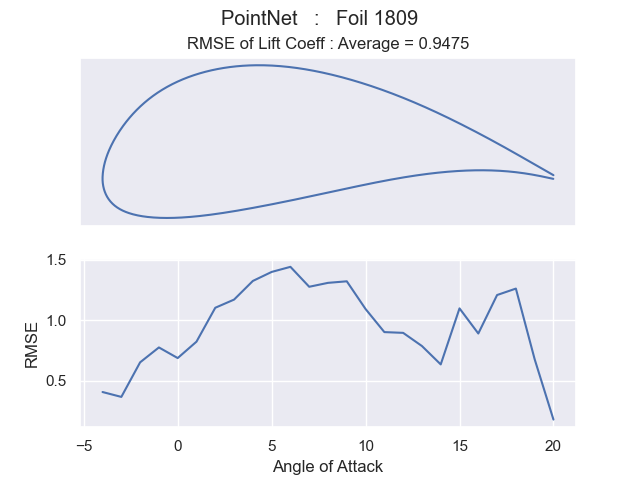 PointNet : Foil 1809
RMSE of Lift Coeff : Average = 0.9475
1.5
1.0
0.5
RMSE
−5 0 5 10 15 20
Angle of Attack